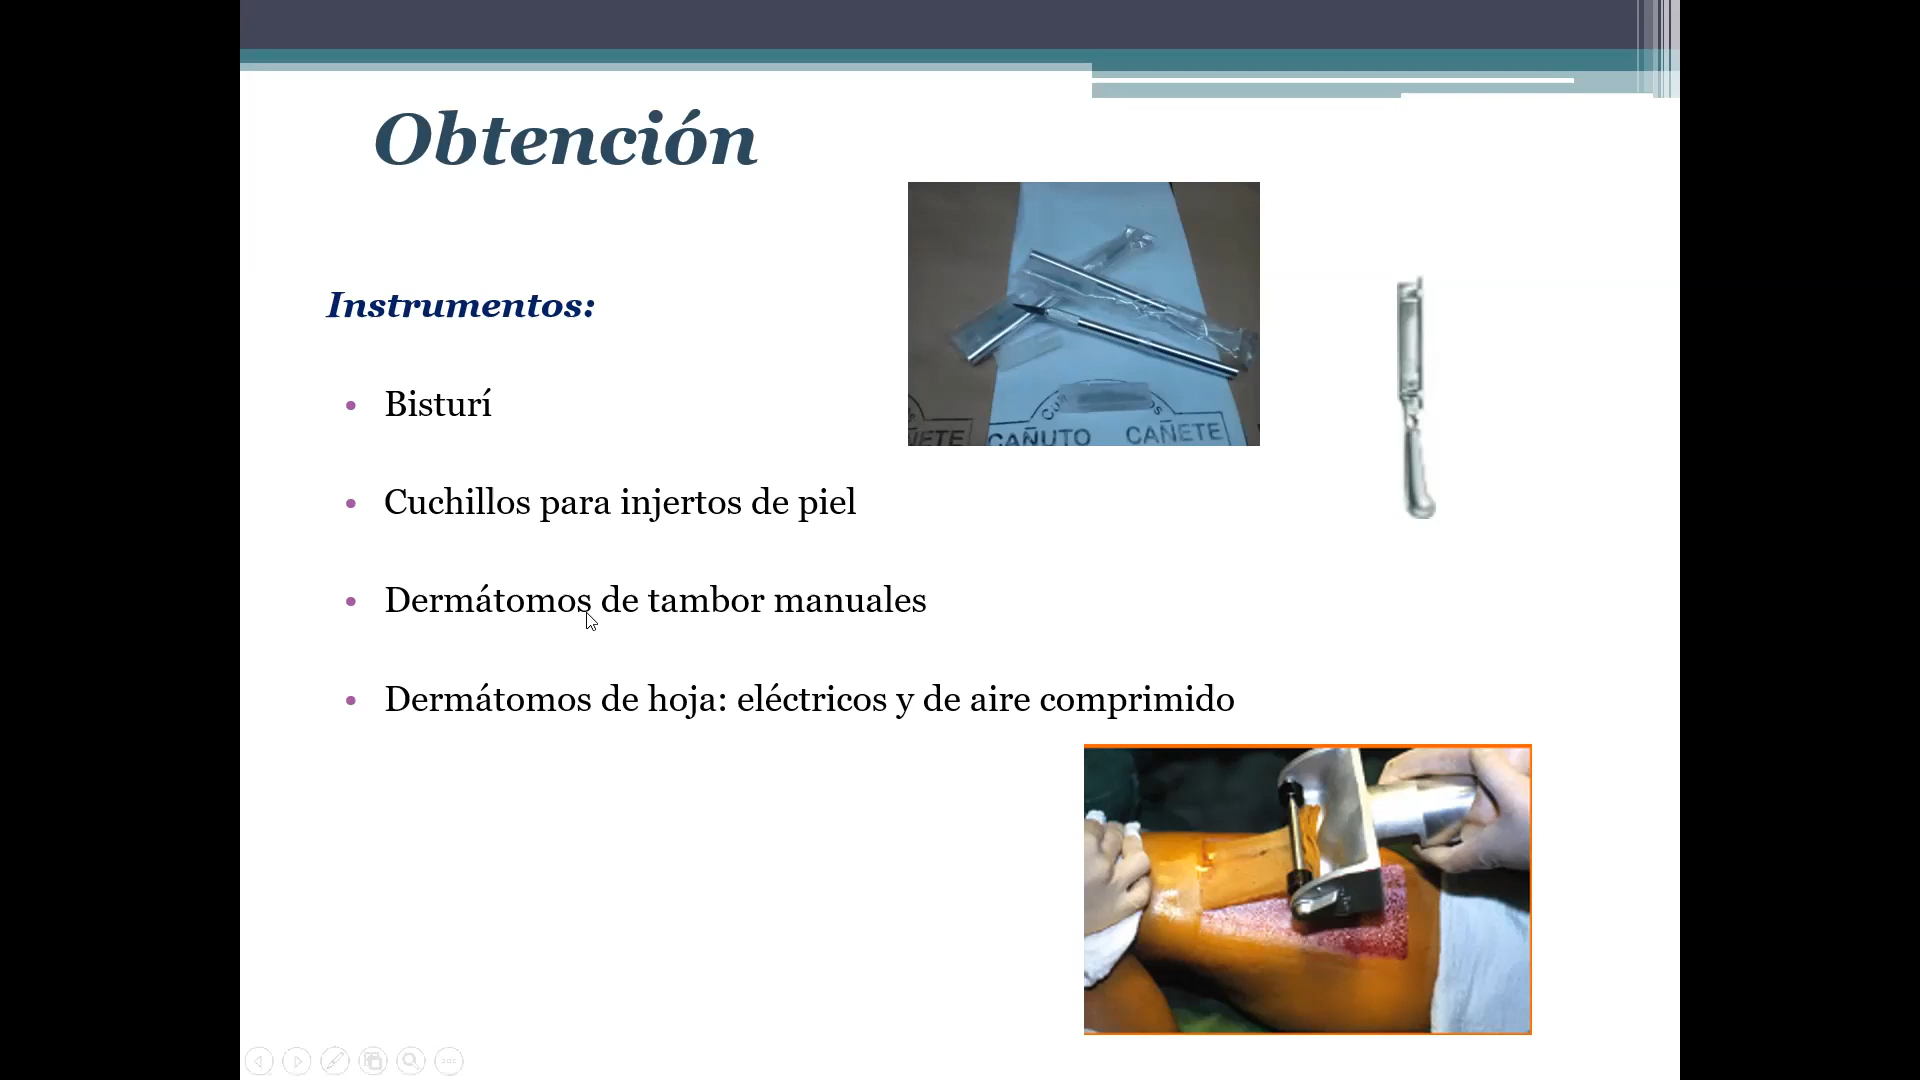 Obtención
Instrumentos:
• Bisturí
• Cuchillos para injertos de piel
• Dermátomos de tambor manuales
• Dermátomos de hoja: eléctricos y de aire comprimido
CAÑUTO CAÑETE